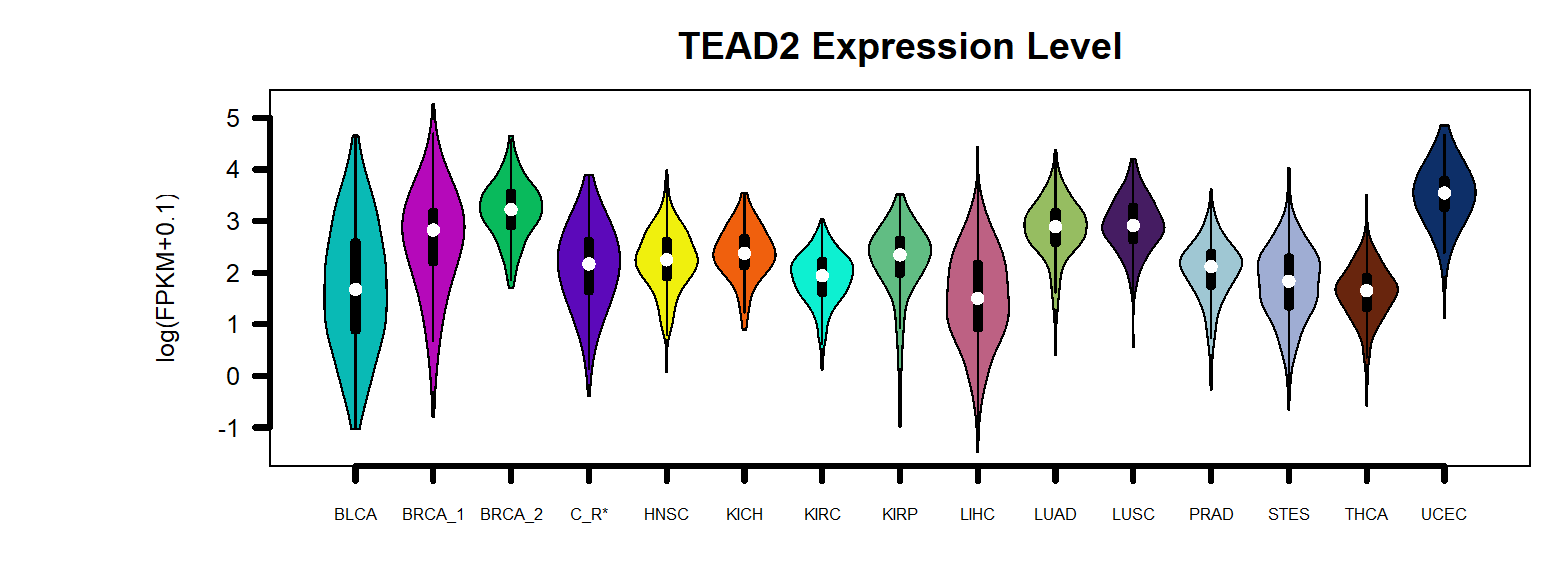 TEAD2 Expression Level
log(FPKM+0.1)
5
4
3
2
1
0
-1
BLCA BRCA_1 BRCA_2 C_R* HNSC KICH KIRC KIRP LIHC LUAD LUSC PRAD STES THCA UCEC